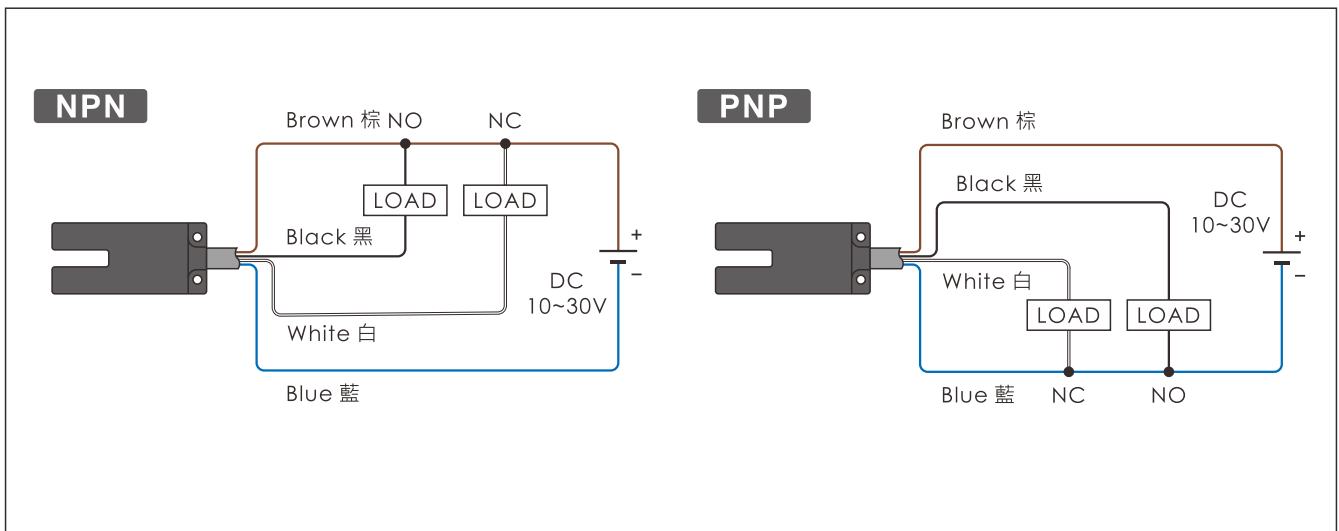 NPN
Brown 棕 NO
NC
LOAD
LOAD
Black 黑
+
−
DC
10~30V
White 白
Blue 藍
PNP
Brown 棕
Black 黑
DC
10~30V
+
−
White 白
LOAD
LOAD
Blue 藍
NC
NO